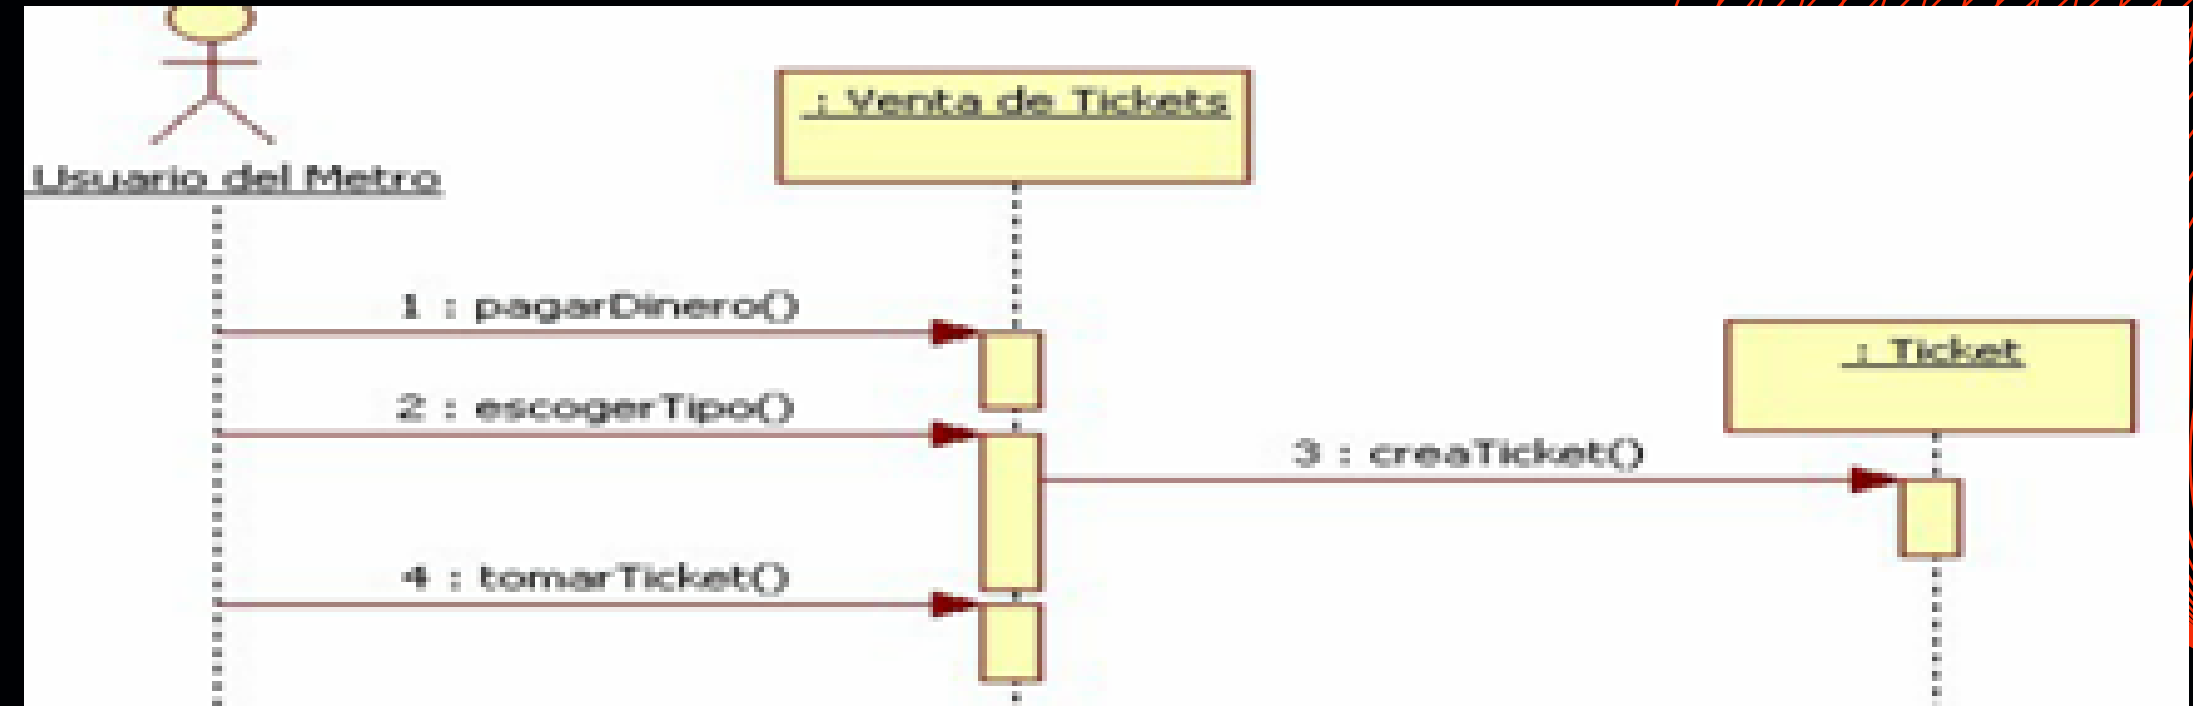 : Venta de Tickets
Usuario del Metro
1 : pagarDinero()
: Ticket
2 : escogerTipo()
3 : creaTicket()
4 : tomarTicket()